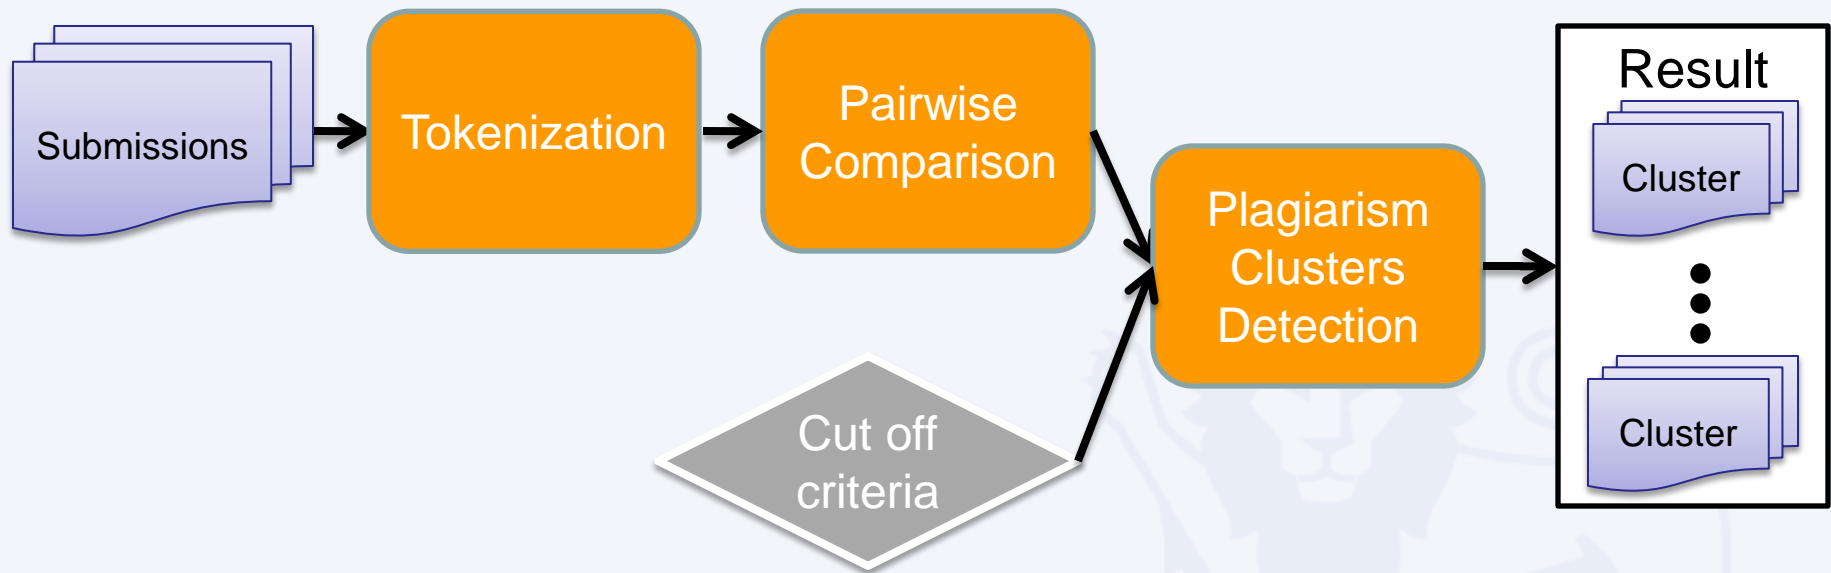 Submissions
Tokenization
Pairwise
Comparison
Plagiarism
Clusters
Detection
Cut off
criteria
Result
Cluster
Cluster